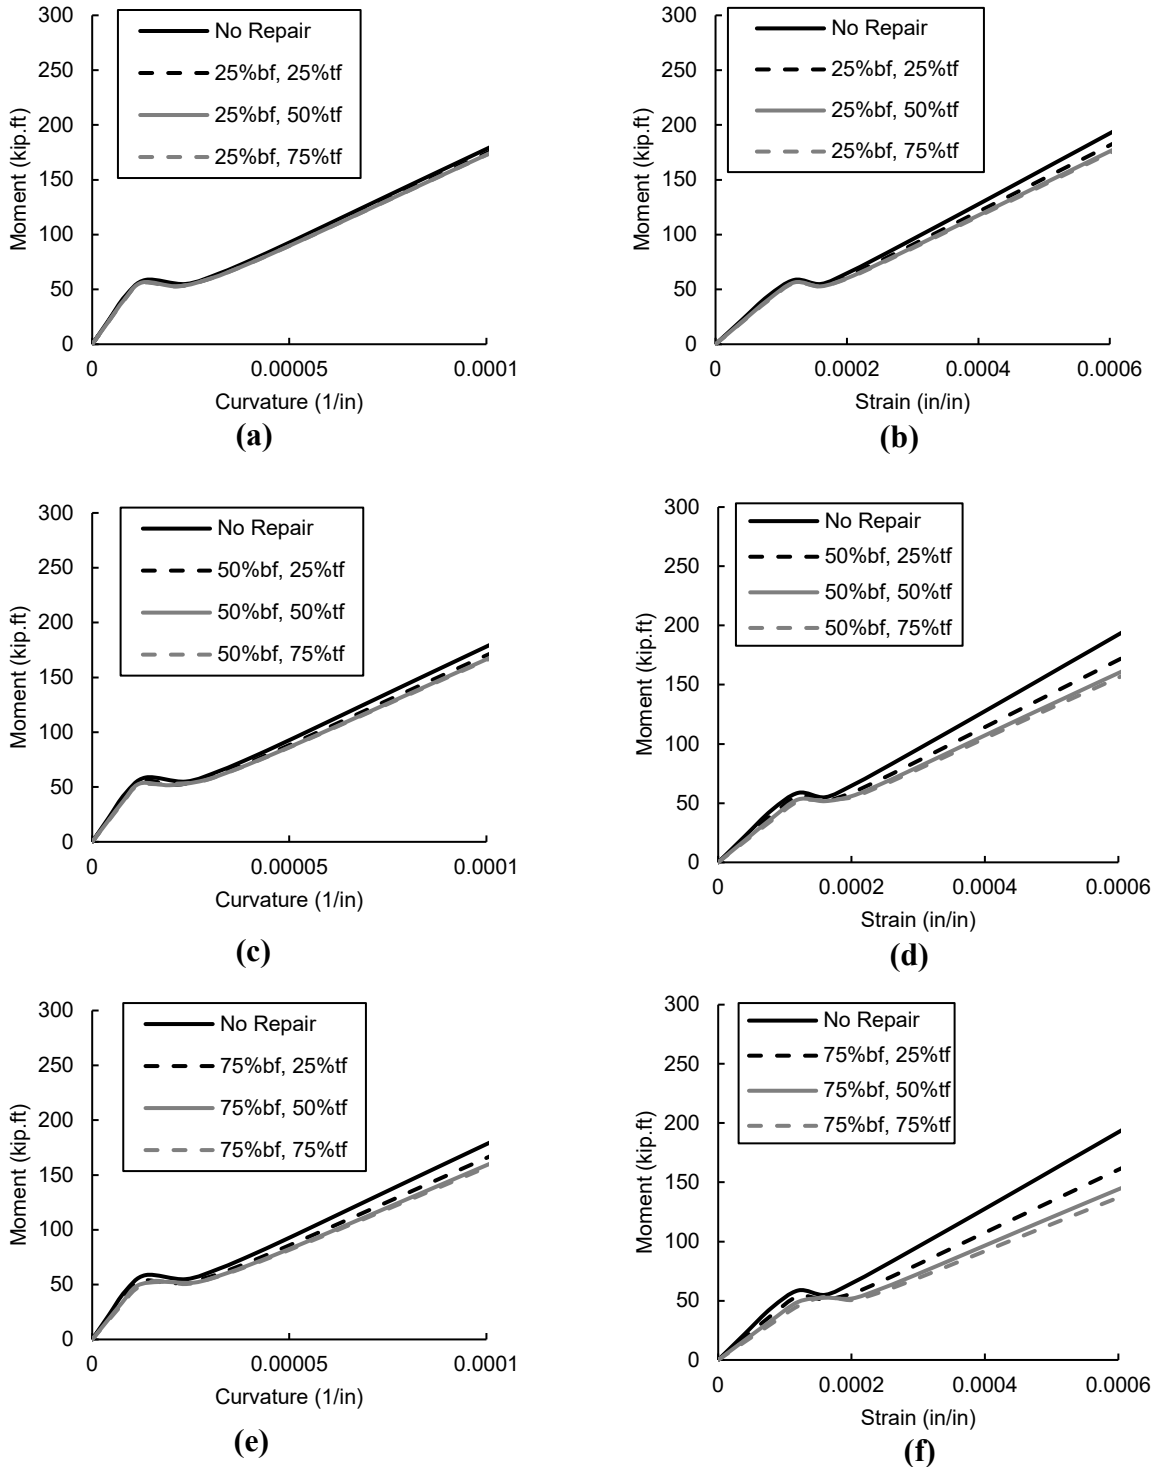 300
250
200
150
100
50
0
Moment (kip.ft)
No Repair
25%bf, 25%tf
25%bf, 50%tf
25%bf, 75%tf
0 0.00005 0.0001
Curvature (1/in)
(a)
300
250
200
150
100
50
0
Moment (kip.ft)
No Repair
25%bf, 25%tf
25%bf, 50%tf
25%bf, 75%tf
0 0.0002 0.0004 0.0006
Strain (in/in)
(b)
300
250
200
150
100
50
0
Moment (kip.ft)
No Repair
50%bf, 25%tf
50%bf, 50%tf
50%bf, 75%tf
0 0.00005 0.0001
Curvature (1/in)
(c)
300
250
200
150
100
50
0
Moment (kip.ft)
No Repair
50%bf, 25%tf
50%bf, 50%tf
50%bf, 75%tf
0 0.0002 0.0004 0.0006
Strain (in/in)
(d)
300
250
200
150
100
50
0
Moment (kip.ft)
No Repair
75%bf, 25%tf
75%bf, 50%tf
75%bf, 75%tf
0 0.00005 0.0001
Curvature (1/in)
(e)
300
250
200
150
100
50
0
Moment (kip.ft)
No Repair
75%bf, 25%tf
75%bf, 50%tf
75%bf, 75%tf
0 0.0002 0.0004 0.0006
Strain (in/in)
(f)